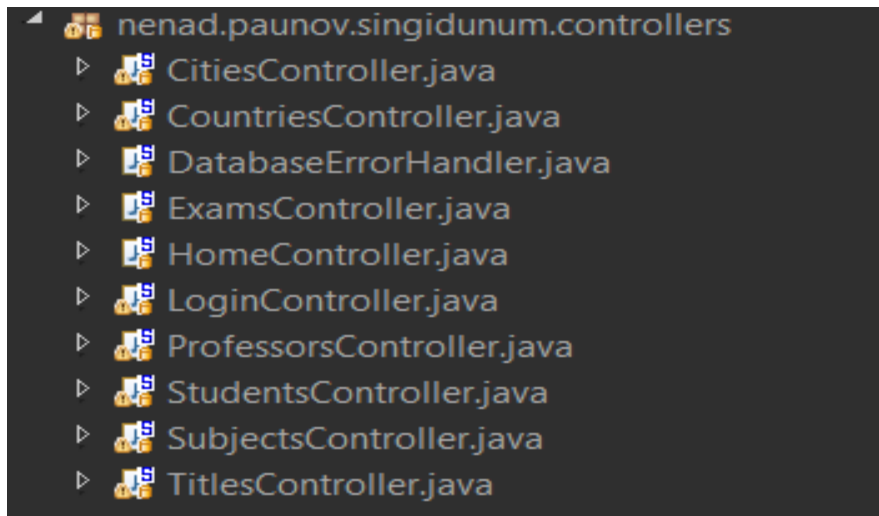 nenad.paunov.singidunum.controllers
CitiesController.java
CountriesController.java
DatabaseErrorHandler.java
ExamsController.java
HomeController.java
LoginController.java
ProfessorsController.java
StudentsController.java
SubjectsController.java
TitlesController.java